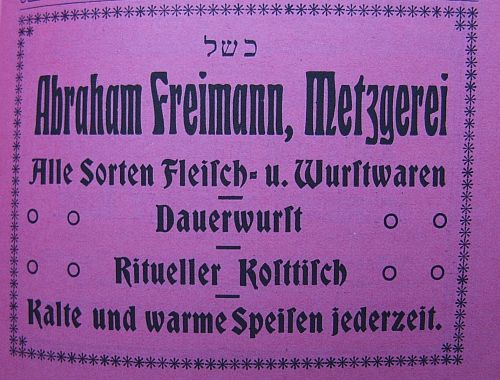 כשל
Abraham Freimann, Metzgerei
Alle Sorten Fleiſch- u. Wurſtwaren
Dauerwurſt
Ritueller Koſttiſch
Kalte und warme Speiſen jederzeit.